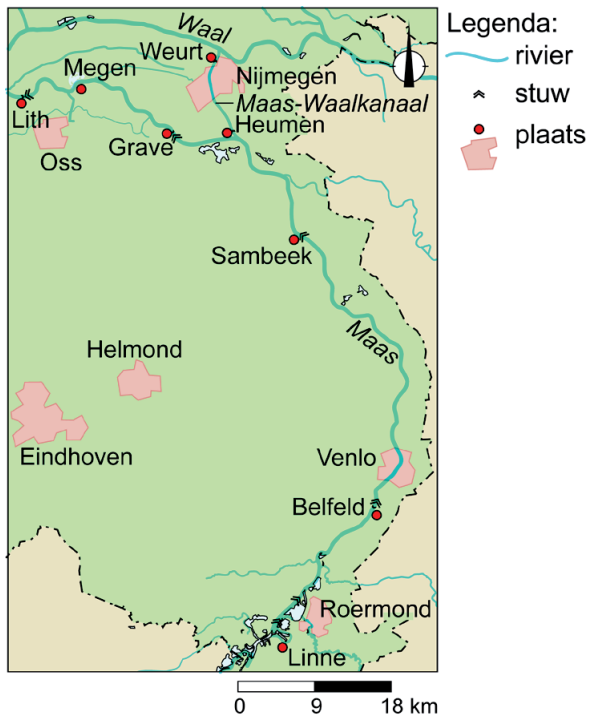 Legenda:
rivier
stuw
plaats
Waal
Weurt
Megen
Nijmegen
Maas-Waalkanaal
Lith
Heumen
Grave
Oss
Sambeek
Maas
Helmond
Eindhoven
Venlo
Belfeld
Roermond
Linne
0 9 18 km